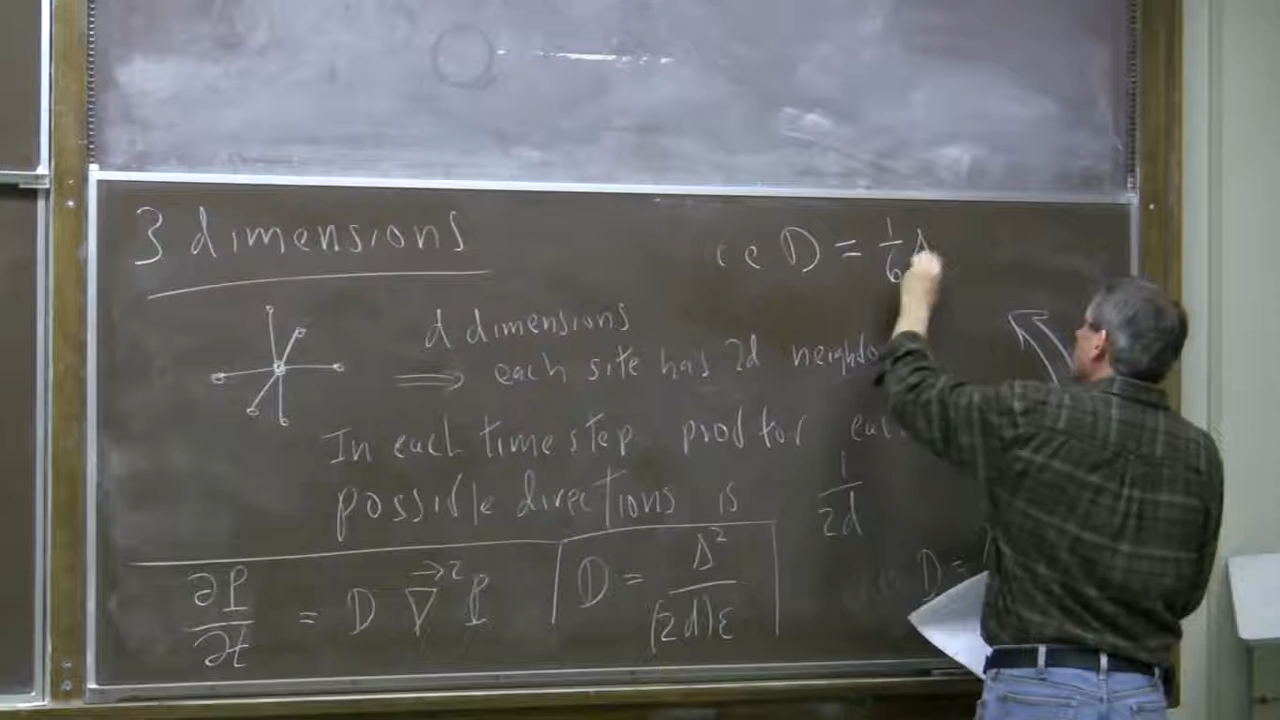 3 dimensions
i e D = 1/6 Δ
d dimensions
⟹ each site has 2d neighbo
In each time step prob for eac
possible directions is 1/2d
∂P/∂t = D ∇⃗² P
D = Δ²/(2d)ε
D =